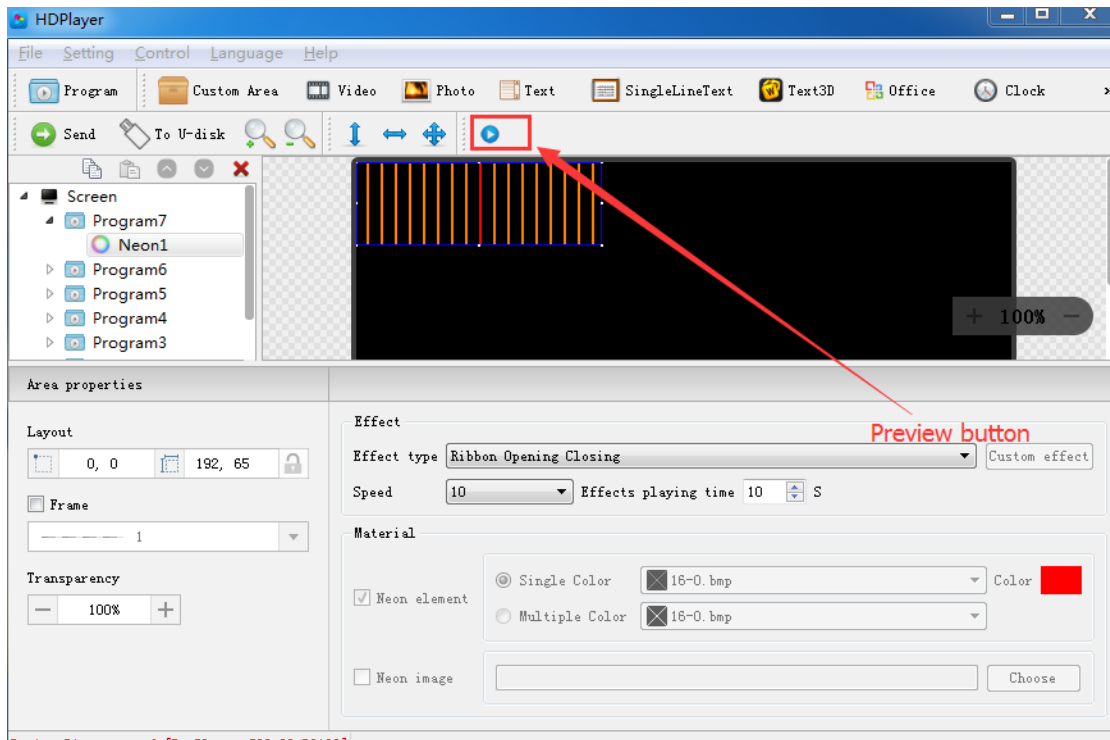 HDPlayer
File Setting Control Language Help
Program Custom Area Video Photo Text SingleLineText Text3D Office Clock
Send To U-disk
Screen
Program7
Neon1
Program6
Program5
Program4
Program3
+ 100% −
Area properties
Layout
0, 0 192, 65
Frame
1
Transparency
— 100% +
Preview button
Effect
Effect type Ribbon Opening Closing Custom effect
Speed 10 Effects playing time 10 S
Material
Neon element
Single Color 16-0.bmp Color
Multiple Color 16-0.bmp
Neon image Choose